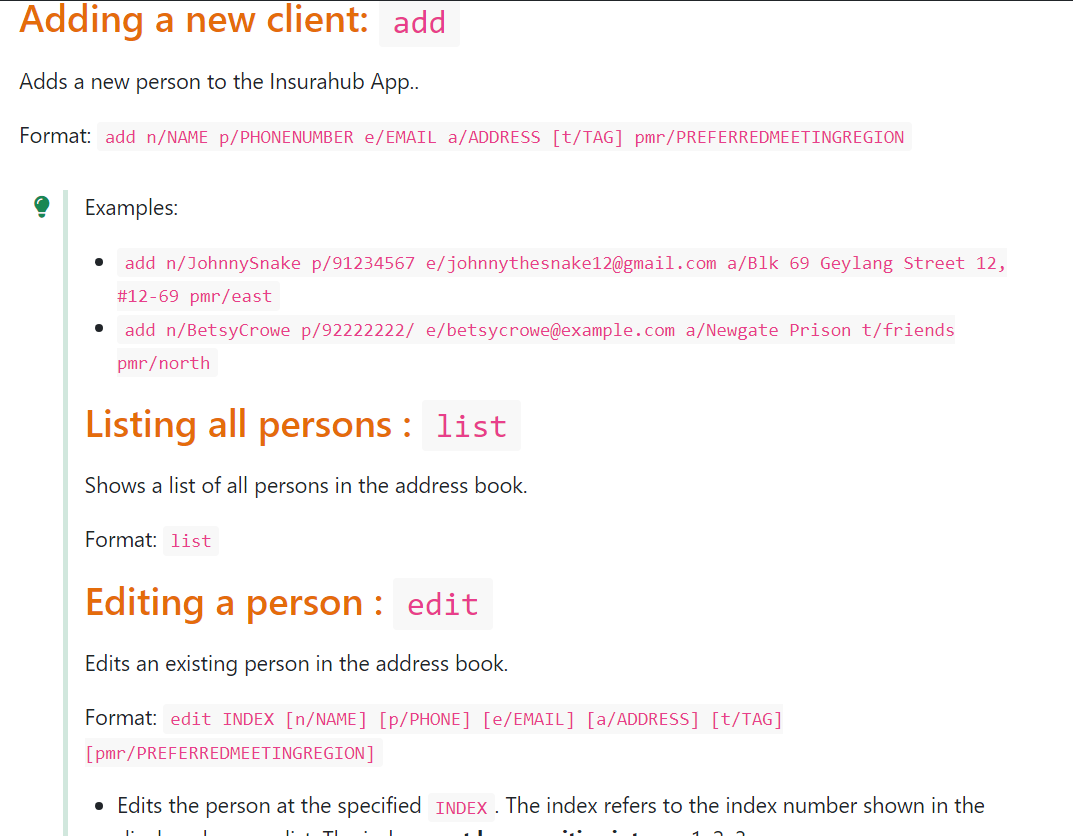 Adding a new client: add
Adds a new person to the Insurahub App..
Format: add n/NAME p/PHONENUMBER e/EMAIL a/ADDRESS [t/TAG] pmr/PREFERREDMEETINGREGION
Examples:
add n/JohnnySnake p/91234567 e/johnnythesnake12@gmail.com a/Blk 69 Geylang Street 12,
#12-69 pmr/east
add n/BetsyCrowe p/92222222/ e/betsycrowe@example.com a/Newgate Prison t/friends
pmr/north
Listing all persons : list
Shows a list of all persons in the address book.
Format: list
Editing a person : edit
Edits an existing person in the address book.
Format: edit INDEX [n/NAME] [p/PHONE] [e/EMAIL] [a/ADDRESS] [t/TAG]
[pmr/PREFERREDMEETINGREGION]
Edits the person at the specified INDEX. The index refers to the index number shown in the